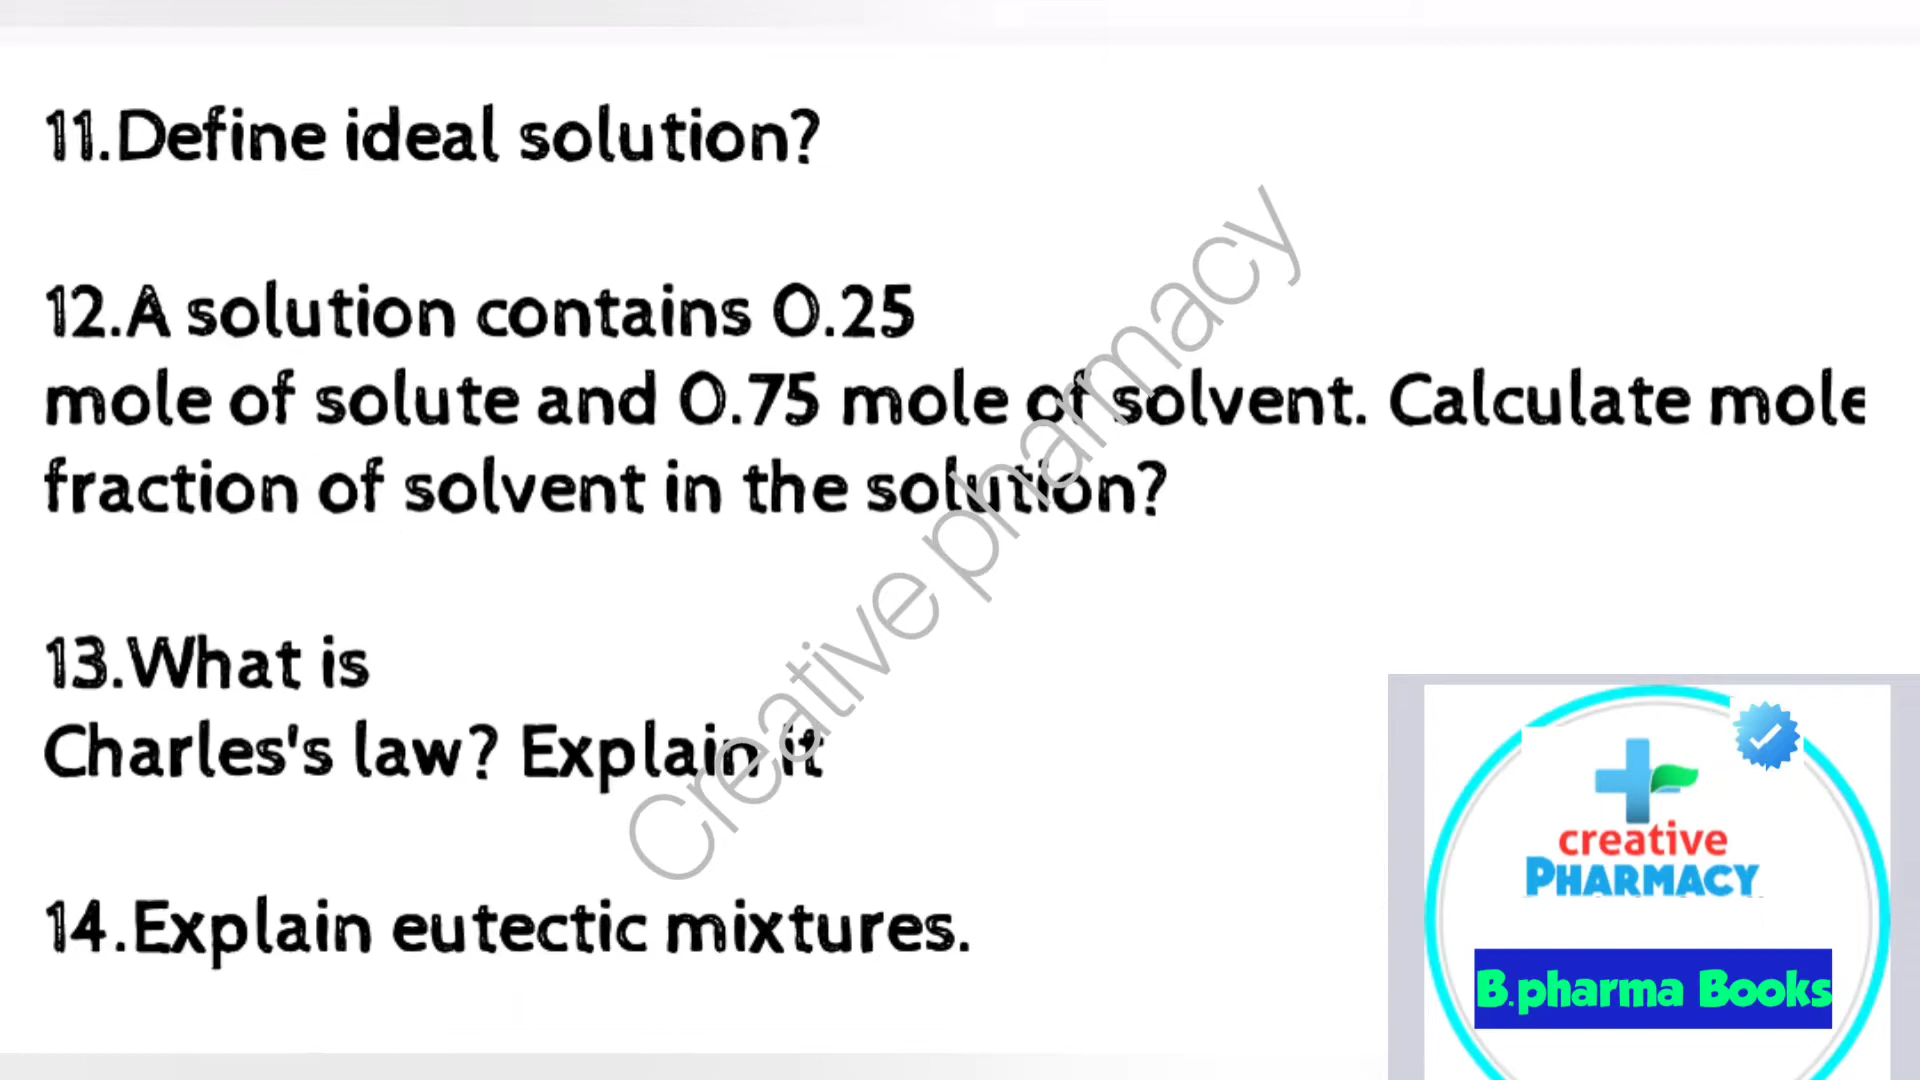 11.Define ideal solution?
12.A solution contains 0.25
mole of solute and 0.75 mole of solvent. Calculate mole
fraction of solvent in the solution?
13.What is
Charles's law? Explain it
14.Explain eutectic mixtures.
Creative pharmacy
creative
PHARMACY
B.pharma Books